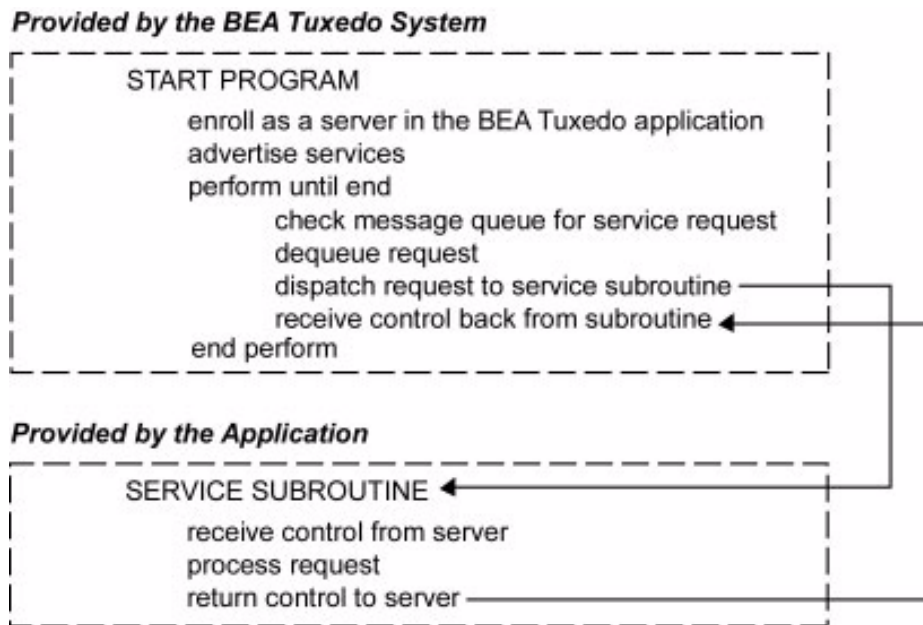 Provided by the BEA Tuxedo System
START PROGRAM
enroll as a server in the BEA Tuxedo application
advertise services
perform until end
check message queue for service request
dequeue request
dispatch request to service subroutine
receive control back from subroutine
end perform
Provided by the Application
SERVICE SUBROUTINE
receive control from server
process request
return control to server